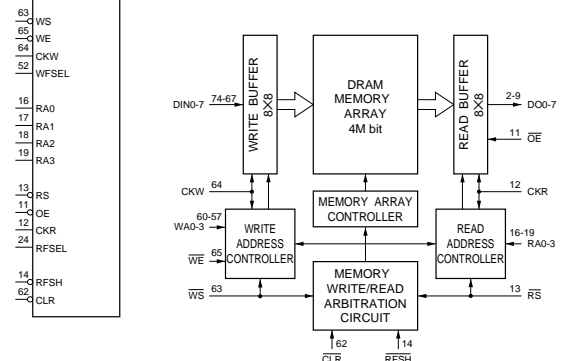 63 WS
65 WE
64 CKW
52 WFSEL
16 RA0
17 RA1
18 RA2
19 RA3
13 RS
11 OE
12 CKR
24 RFSEL
14 RFSH
62 CLR
WRITE BUFFER
8X8
DRAM
MEMORY
ARRAY
4M bit
READ BUFFER
8X8
DIN0-7 74-67
2-9 DO0-7
11 OE
CKW 64
12 CKR
MEMORY ARRAY
CONTROLLER
WA0-3 60-57
WRITE
ADDRESS
CONTROLLER
READ
ADDRESS
CONTROLLER
16-19 RA0-3
WE 65
MEMORY
WRITE/READ
ARBITRATION
CIRCUIT
WS 63
13 RS
62 14
CLR RFSH